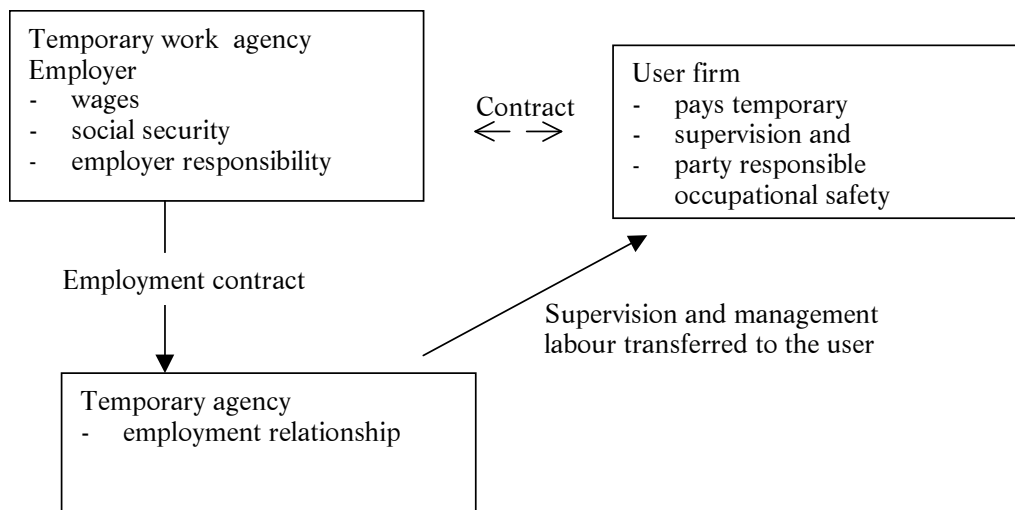 Temporary work agency
Employer
- wages
- social security
- employer responsibility
Contract
User firm
- pays temporary
- supervision and
- party responsible
occupational safety
Employment contract
Supervision and management
labour transferred to the user
Temporary agency
- employment relationship